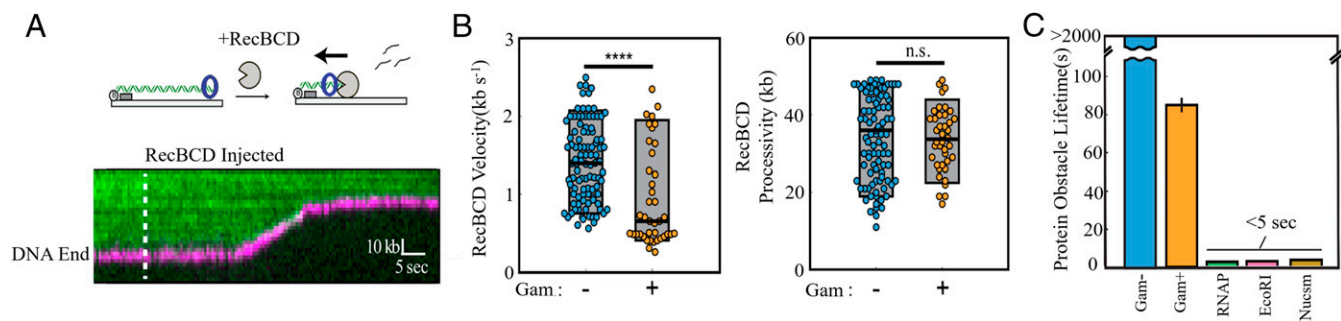 A
+RecBCD
B
RecBCD Injected
DNA End
10 kb
5 sec
B
RecBCD Velocity(kb s⁻¹)
3
2
1
0
****
Gam: - +
RecBCD
Processivity (kb)
60
40
20
0
n.s.
Gam: - +
C
Protein Obstacle Lifetime(s)
>2000
100
80
60
40
20
0
<5 sec
Gam-
Gam+
RNAP
EcoRI
Nucsm